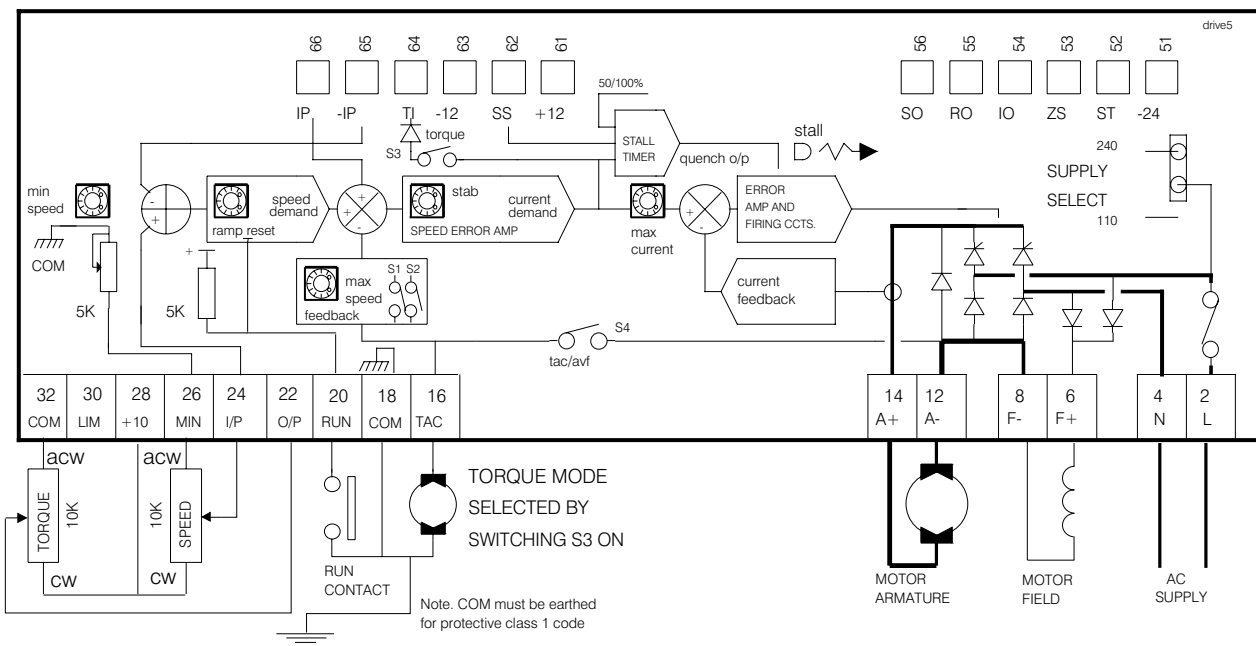 drive5
66 65 64 63 62 61
56 55 54 53 52 51
IP -IP TI -12 SS +12
SO RO IO ZS ST -24
50/100%
torque
S3
STALL
TIMER
quench o/p
stall
240
SUPPLY
SELECT
110
min
speed
COM
5K
-
+
ramp reset
speed
demand
+
+
-
stab
current
demand
SPEED ERROR AMP
max
current
+
-
ERROR
AMP AND
FIRING CCTS.
+
5K
max
speed
feedback
S1 S2
current
feedback
S4
tac/avf
32 30 28 26 24 22 20 18 16
COM LIM +10 MIN I/P O/P RUN COM TAC
14 12 8 6 4 2
A+ A- F- F+ N L
acw acw
TORQUE
10K
10K
SPEED
cw cw
RUN
CONTACT
TORQUE MODE
SELECTED BY
SWITCHING S3 ON
Note. COM must be earthed
for protective class 1 code
MOTOR
ARMATURE
MOTOR
FIELD
AC
SUPPLY